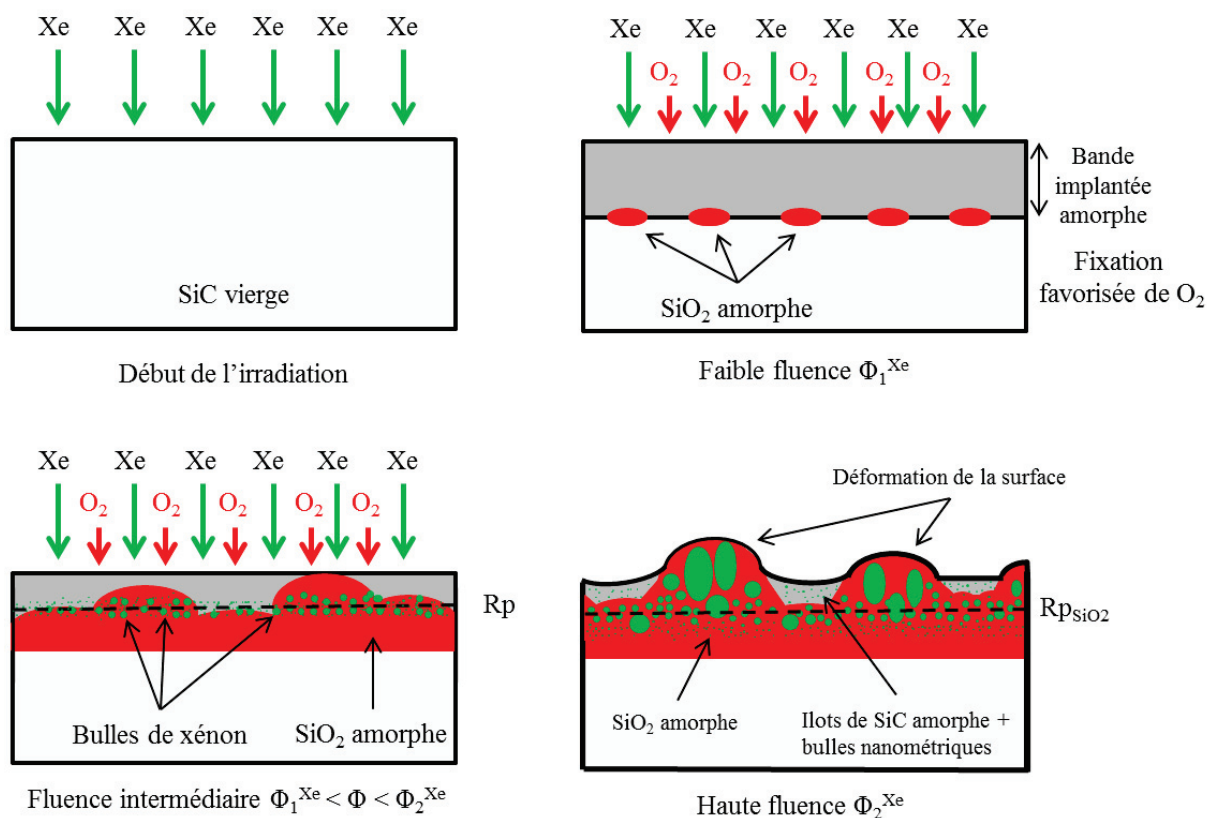 Xe Xe Xe Xe Xe Xe
SiC vierge
Début de l'irradiation
Xe Xe Xe Xe Xe Xe
O₂ O₂ O₂ O₂ O₂
Bande
implantée
amorphe
SiO₂ amorphe
Fixation
favorisée de O₂
Faible fluence Φ₁ˣᵉ
Xe Xe Xe Xe Xe Xe
O₂ O₂ O₂ O₂ O₂
Rp
Bulles de xénon
SiO₂ amorphe
Fluence intermédiaire Φ₁ˣᵉ < Φ < Φ₂ˣᵉ
Déformation de la surface
Rp SiO₂
SiO₂ amorphe
Ilots de SiC amorphe +
bulles nanométriques
Haute fluence Φ₂ˣᵉ